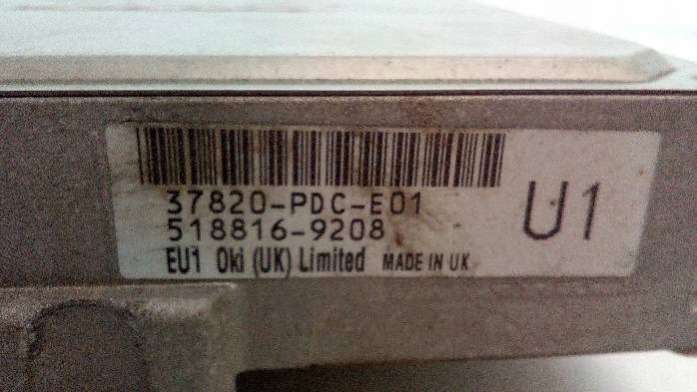 37820-PDC-E01
518816-9208
U1
EU1 Oki (UK) Limited MADE IN UK